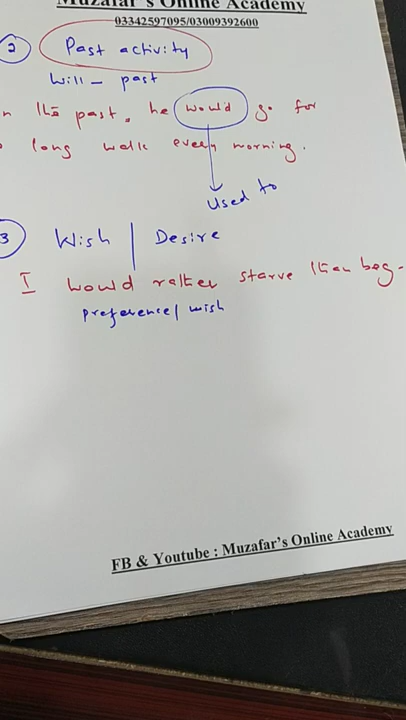 Muzafar's Online Academy
03342597095/03009392600
2 Past activity
Will – past
n the past, he would go for
long walk every morning.
Used to
3 Wish | Desire
I would rather starve than beg.
preference/ wish
FB & Youtube : Muzafar's Online Academy